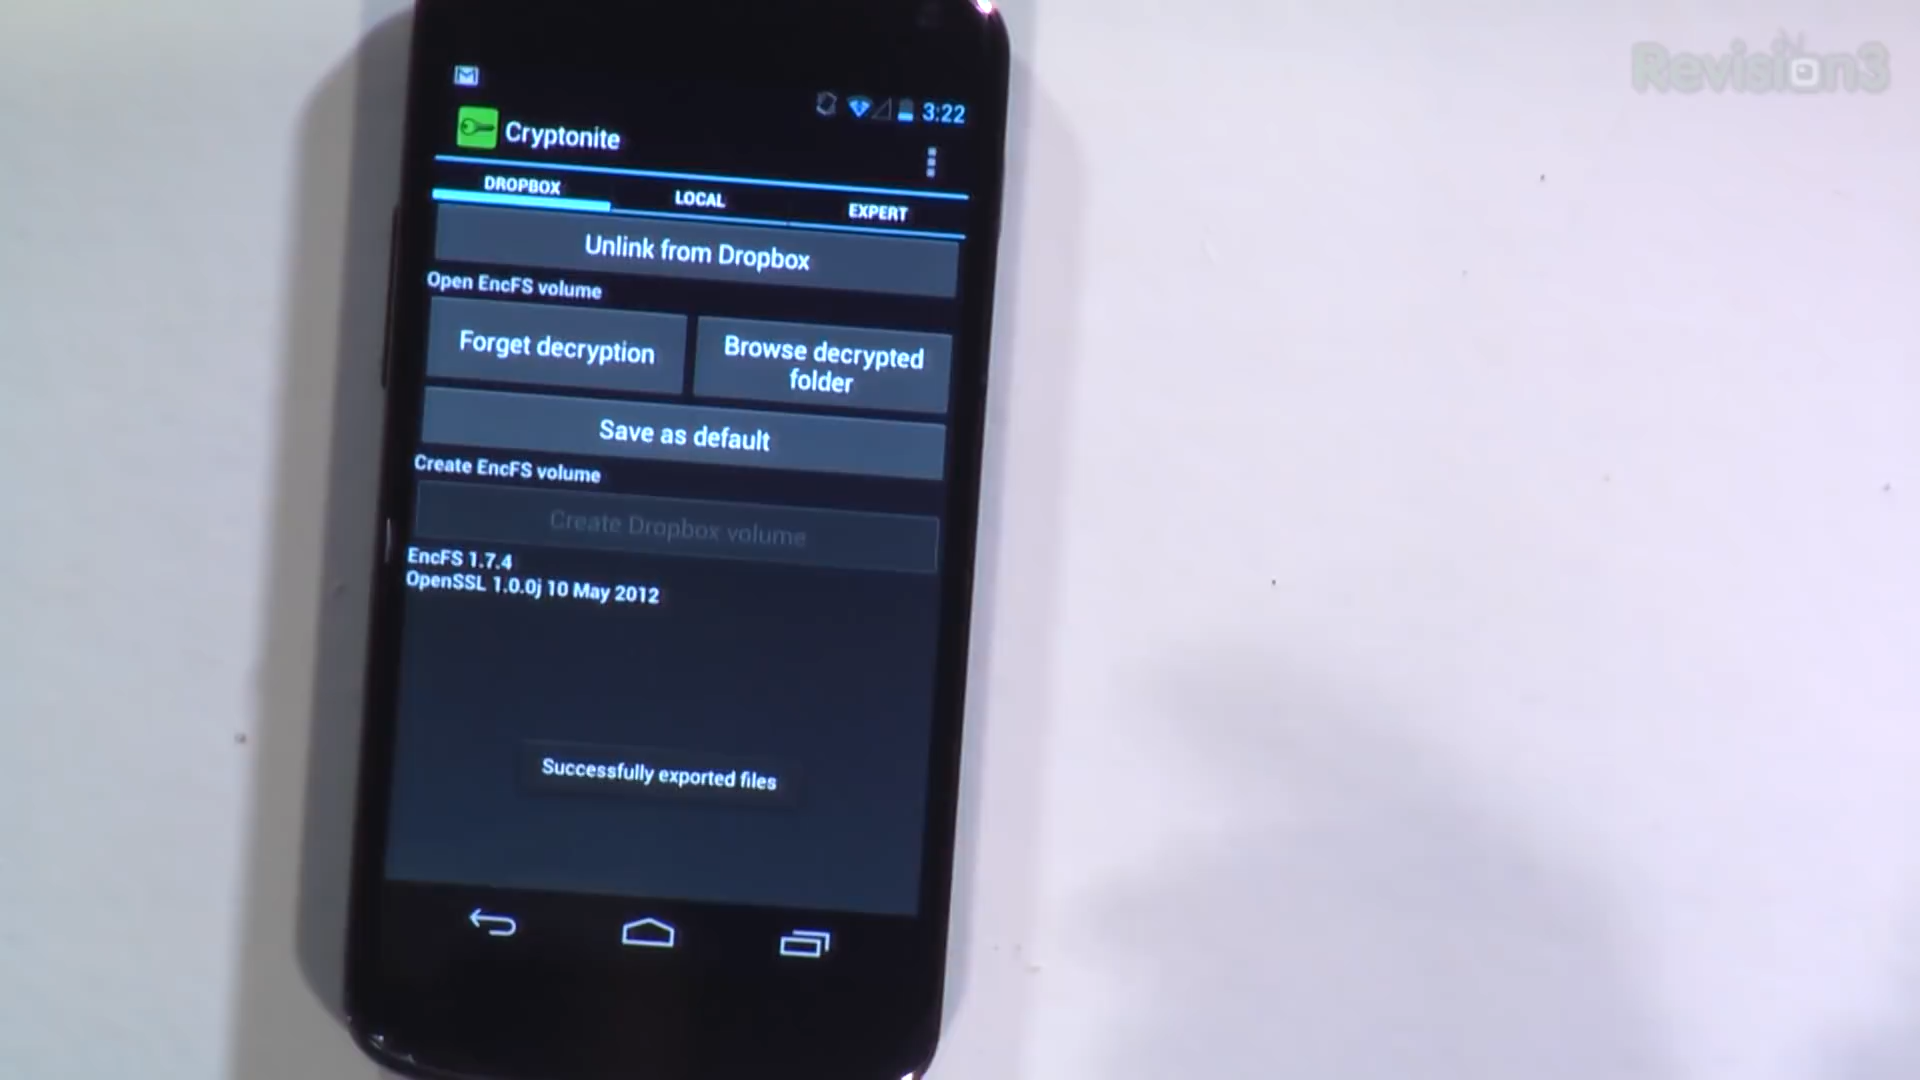 Revision3
3:22
Cryptonite
DROPBOX
LOCAL
EXPERT
Unlink from Dropbox
Open EncFS volume
Forget decryption
Browse decrypted
folder
Save as default
Create EncFS volume
Create Dropbox volume
EncFS 1.7.4
OpenSSL 1.0.0j 10 May 2012
Successfully exported files